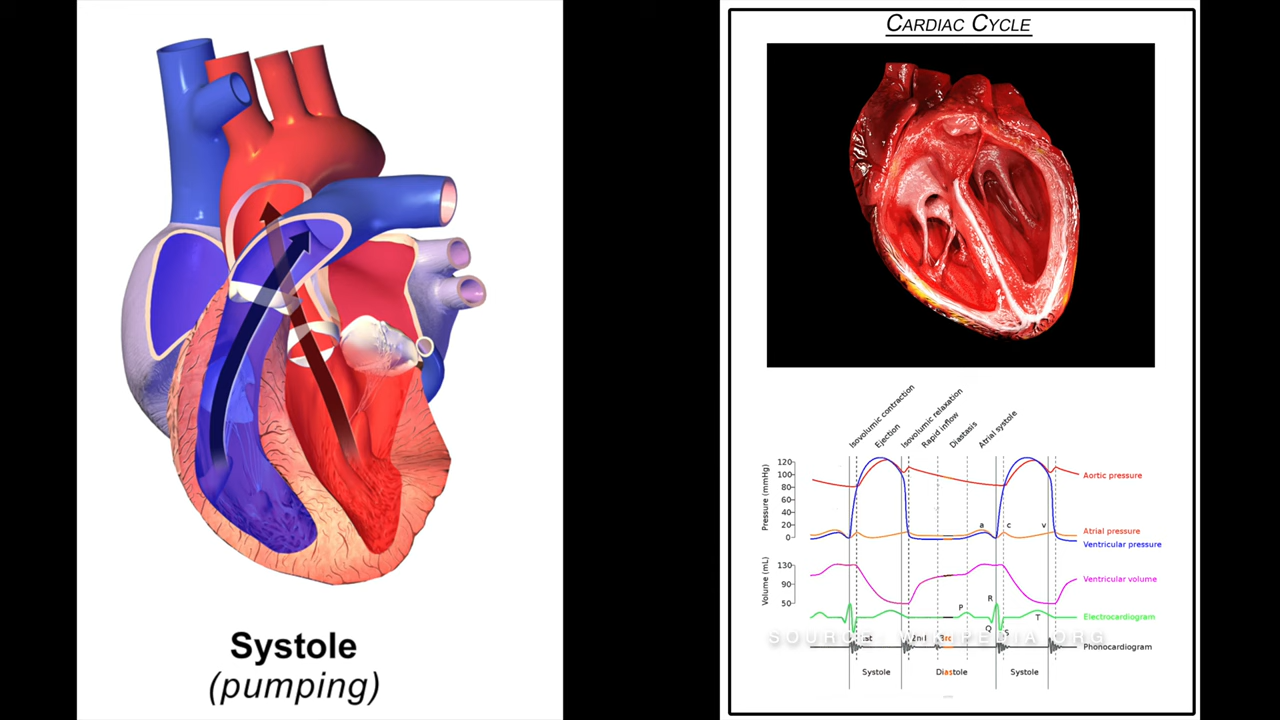 Systole
(pumping)
CARDIAC CYCLE
Isovolumic contraction
Ejection
Isovolumic relaxation
Rapid inflow
Diastasis
Atrial systole
Pressure (mmHg)
120
100
80
60
40
20
0
a
c
v
Aortic pressure
Atrial pressure
Ventricular pressure
Volume (mL)
130
90
50
Ventricular volume
R
P
Q
S
T
Electrocardiogram
SOURCE: WIKIPEDIA.ORG
1st
2nd
3rd
Phonocardiogram
Systole
Diastole
Systole